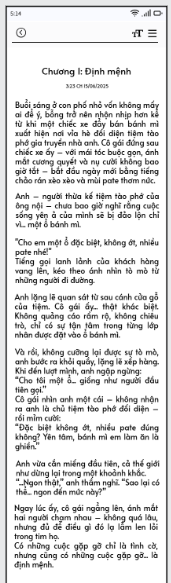 5:14
Chương 1: Định mệnh
3:23 CH 15/06/2025
Buổi sáng ở con phố nhỏ vốn không mấy
ai để ý, bỗng trở nên nhộn nhịp hơn kể
từ khi một chiếc xe đẩy bán bánh mì
xuất hiện nơi vỉa hè đối diện tiệm tào
phớ gia truyền nhà anh. Cô gái đứng sau
chiếc xe ấy – với mái tóc buộc gọn, ánh
mắt cương quyết và nụ cười không bao
giờ tắt – bắt đầu ngày mới bằng tiếng
chảo rán xèo xèo và mùi pate thơm nức.
Anh – người thừa kế tiệm tào phớ của
ông nội – chưa bao giờ nghĩ rằng cuộc
sống yên ả của mình sẽ bị đảo lộn chỉ
vì... một ổ bánh mì.
"Cho em một ổ đặc biệt, không ớt, nhiều
pate nhé!"
Tiếng gọi lanh lảnh của khách hàng
vang lên, kéo theo ánh nhìn tò mò từ
những người đi đường.
Anh lặng lẽ quan sát từ sau cánh cửa gỗ
của tiệm. Cô gái ấy... thật khác biệt.
Không quảng cáo rầm rộ, không chiêu
trò, chỉ có sự tận tâm trong từng lớp
nhân được đặt vào ổ bánh mì.
Và rồi, không cưỡng lại được sự tò mò,
anh bước ra khỏi quầy, lặng lẽ xếp hàng.
Khi đến lượt mình, anh ngập ngừng:
"Cho tôi một ổ... giống như người đầu
tiên gọi."
Cô gái nhìn anh một cái – không nhận
ra anh là chủ tiệm tào phớ đối diện –
rồi mỉm cười:
"Đặc biệt không ớt, nhiều pate đúng
không? Yên tâm, bánh mì em làm ăn là
ghiền."
Anh vừa cắn miếng đầu tiên, cả thế giới
như dừng lại trong một khoảnh khắc.
"...Ngon thật," anh thầm nghĩ. "Sao lại có
thể... ngon đến mức này?"
Ngay lúc ấy, cô gái ngẩng lên, ánh mắt
hai người chạm nhau – không quá lâu,
nhưng đủ để điều gì đó lạ lắm len lỏi
trong tim họ.
Có những cuộc gặp gỡ chỉ là tình cờ,
nhưng cũng có những cuộc gặp gỡ... là
định mệnh.